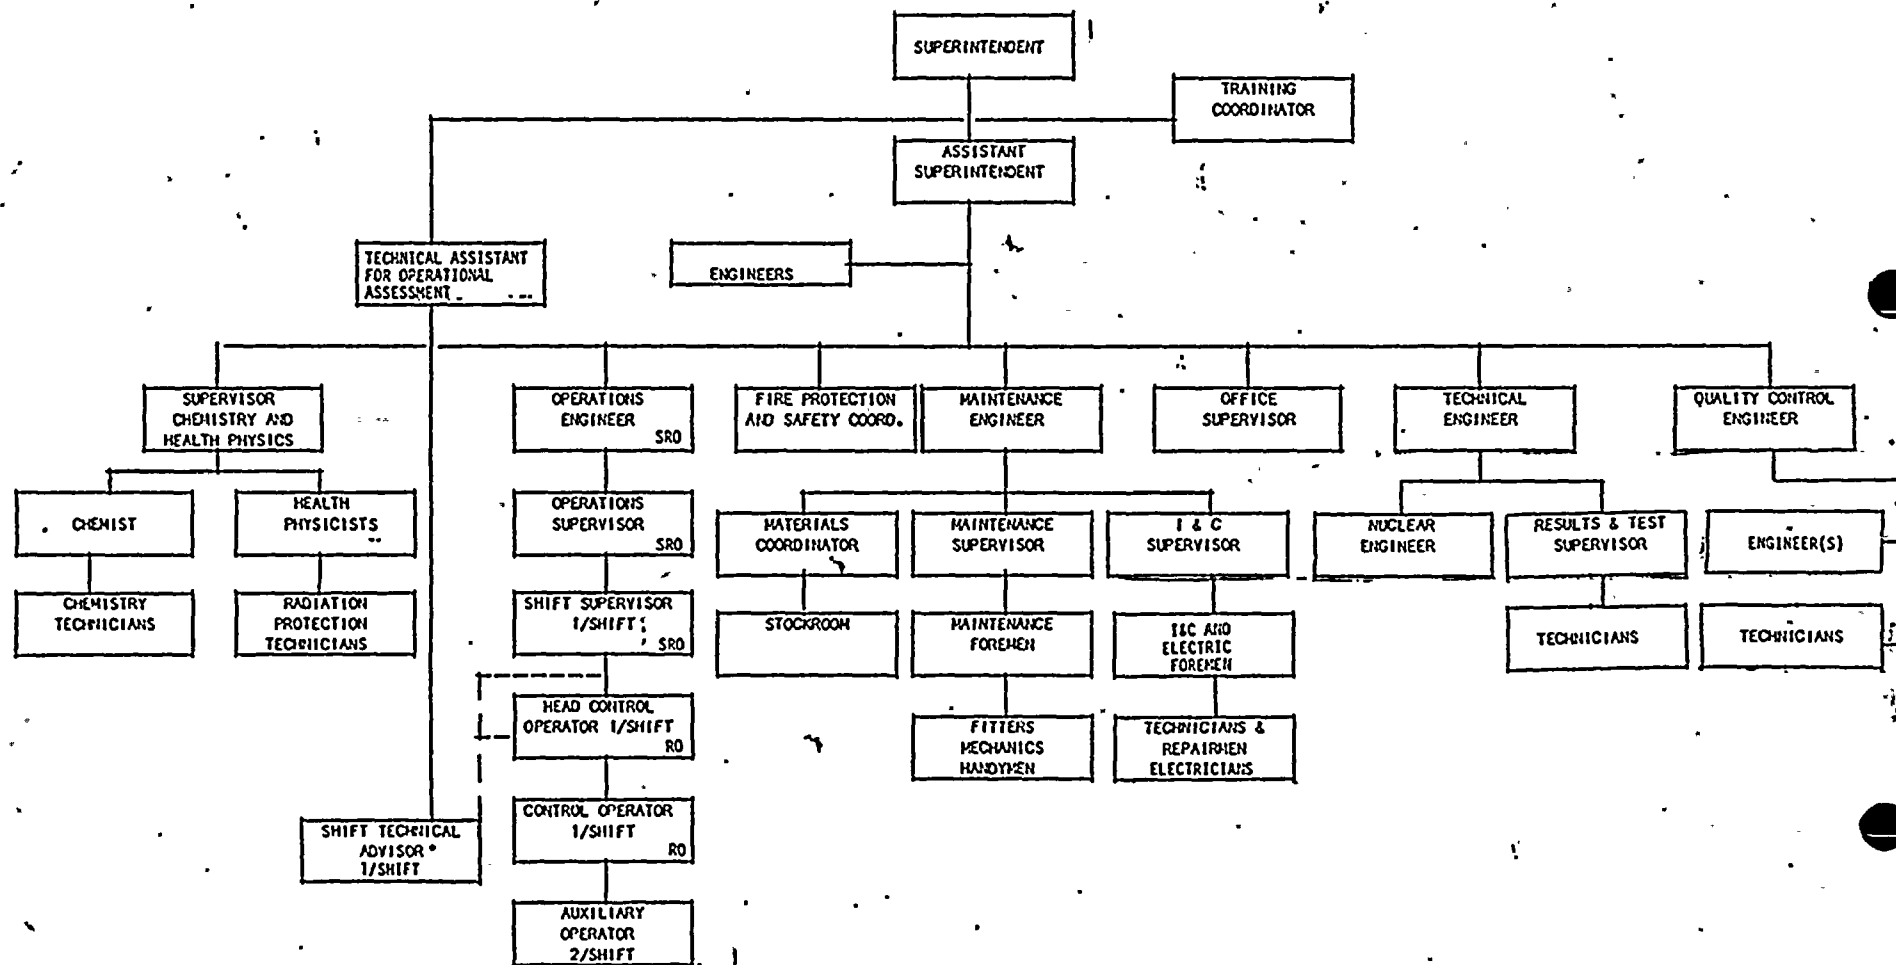 SUPERINTENDENT
TRAINING
COORDINATOR
ASSISTANT
SUPERINTENDENT
TECHNICAL ASSISTANT
FOR OPERATIONAL
ASSESSMENT
ENGINEERS
SUPERVISOR
CHEMISTRY AND
HEALTH PHYSICS
OPERATIONS
ENGINEER
SRO
FIRE PROTECTION
AND SAFETY COORD.
MAINTENANCE
ENGINEER
OFFICE
SUPERVISOR
TECHNICAL
ENGINEER
QUALITY CONTROL
ENGINEER
CHEMIST
HEALTH
PHYSICISTS
OPERATIONS
SUPERVISOR
SRO
MATERIALS
COORDINATOR
MAINTENANCE
SUPERVISOR
I & C
SUPERVISOR
NUCLEAR
ENGINEER
RESULTS & TEST
SUPERVISOR
ENGINEER(S)
CHEMISTRY
TECHNICIANS
RADIATION
PROTECTION
TECHNICIANS
SHIFT SUPERVISOR
1/SHIFT
SRO
STOCKROOM
MAINTENANCE
FOREMEN
I&C AND
ELECTRIC
FOREMEN
TECHNICIANS
TECHNICIANS
HEAD CONTROL
OPERATOR 1/SHIFT
RO
FITTERS
MECHANICS
HANDYMEN
TECHNICIANS &
REPAIRMEN
ELECTRICIANS
CONTROL OPERATOR
1/SHIFT
RO
SHIFT TECHNICAL
ADVISOR*
1/SHIFT
AUXILIARY
OPERATOR
2/SHIFT